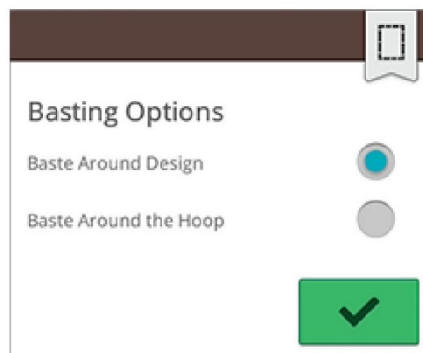 Basting Options
Baste Around Design
Baste Around the Hoop